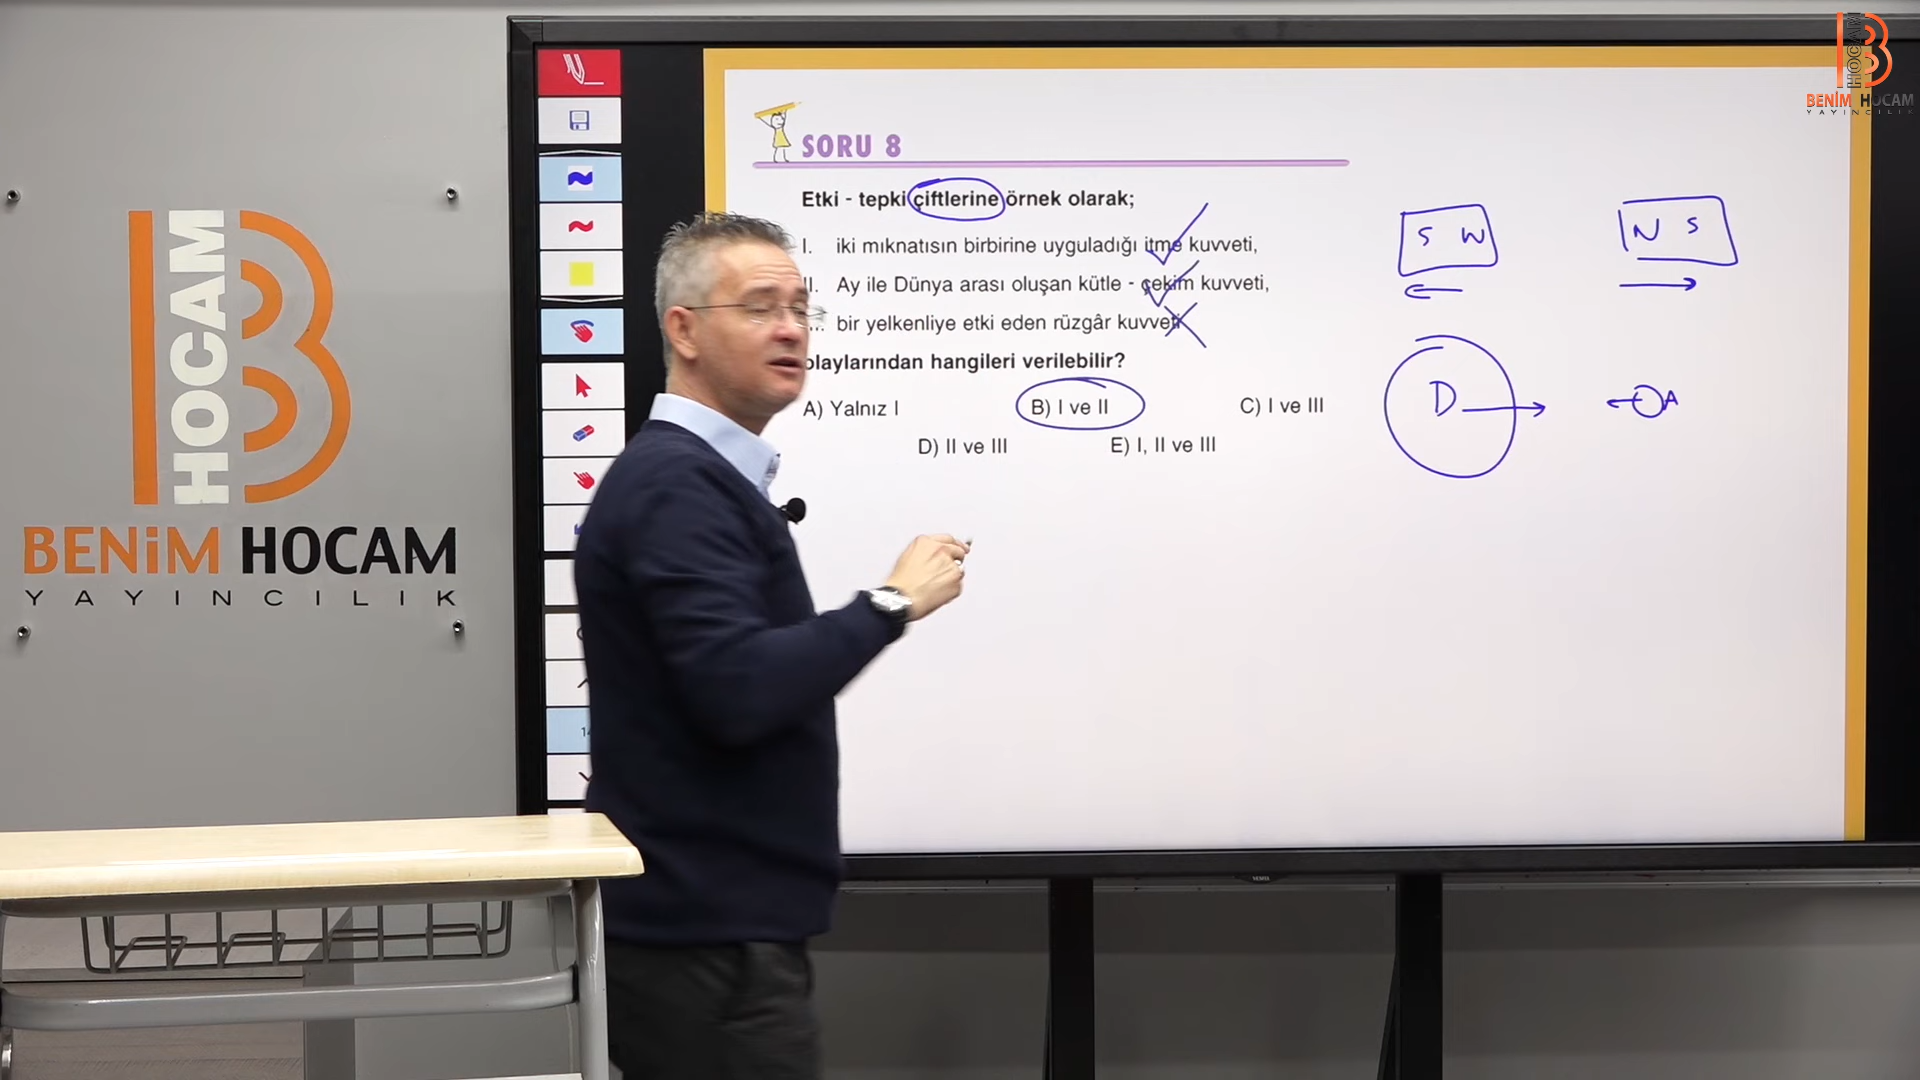 BENİM HOCAM
YAYINCILIK
HOCAM
HOCAM
BENİM HOCAM
YAYINCILIK
SORU 8
Etki - tepki çiftlerine örnek olarak;
I. iki mıknatısın birbirine uyguladığı itme kuvveti,
II. Ay ile Dünya arası oluşan kütle - çekim kuvveti,
bir yelkenliye etki eden rüzgâr kuvveti
olaylarından hangileri verilebilir?
A) Yalnız I B) I ve II C) I ve III
D) II ve III E) I, II ve III
S N N S
D A